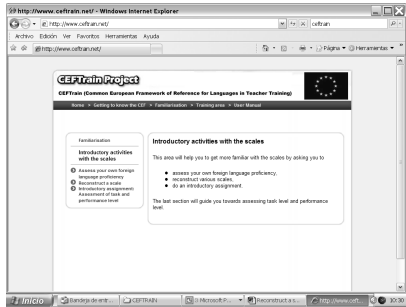 http://www.ceftrain.net/ - Windows Internet Explorer
http://www.ceftrain.net/
ceftrain
Archivo Edición Ver Favoritos Herramientas Ayuda
http://www.ceftrain.net/
Página Herramientas
CEFTrain Project
CEFTrain (Common European Framework of Reference for Languages in Teacher Training)
Home Getting to know the CEF Familiarisation Training area User Manual
Familiarisation
Introductory activities
with the scales
Assess your own foreign
language proficiency
Reconstruct a scale
Introductory assignment:
Assessment of task and
performance level
Introductory activities with the scales
This area will help you to get more familiar with the scales by asking you to
assess your own foreign language proficiency,
reconstruct various scales,
do an introductory assignment.
The last section will guide you towards assessing task level and performance
level.
Inicio Bandeja de entr... CEFTRAIN Microsoft P... Reconstruct a s... http://www.ceft... 10:30